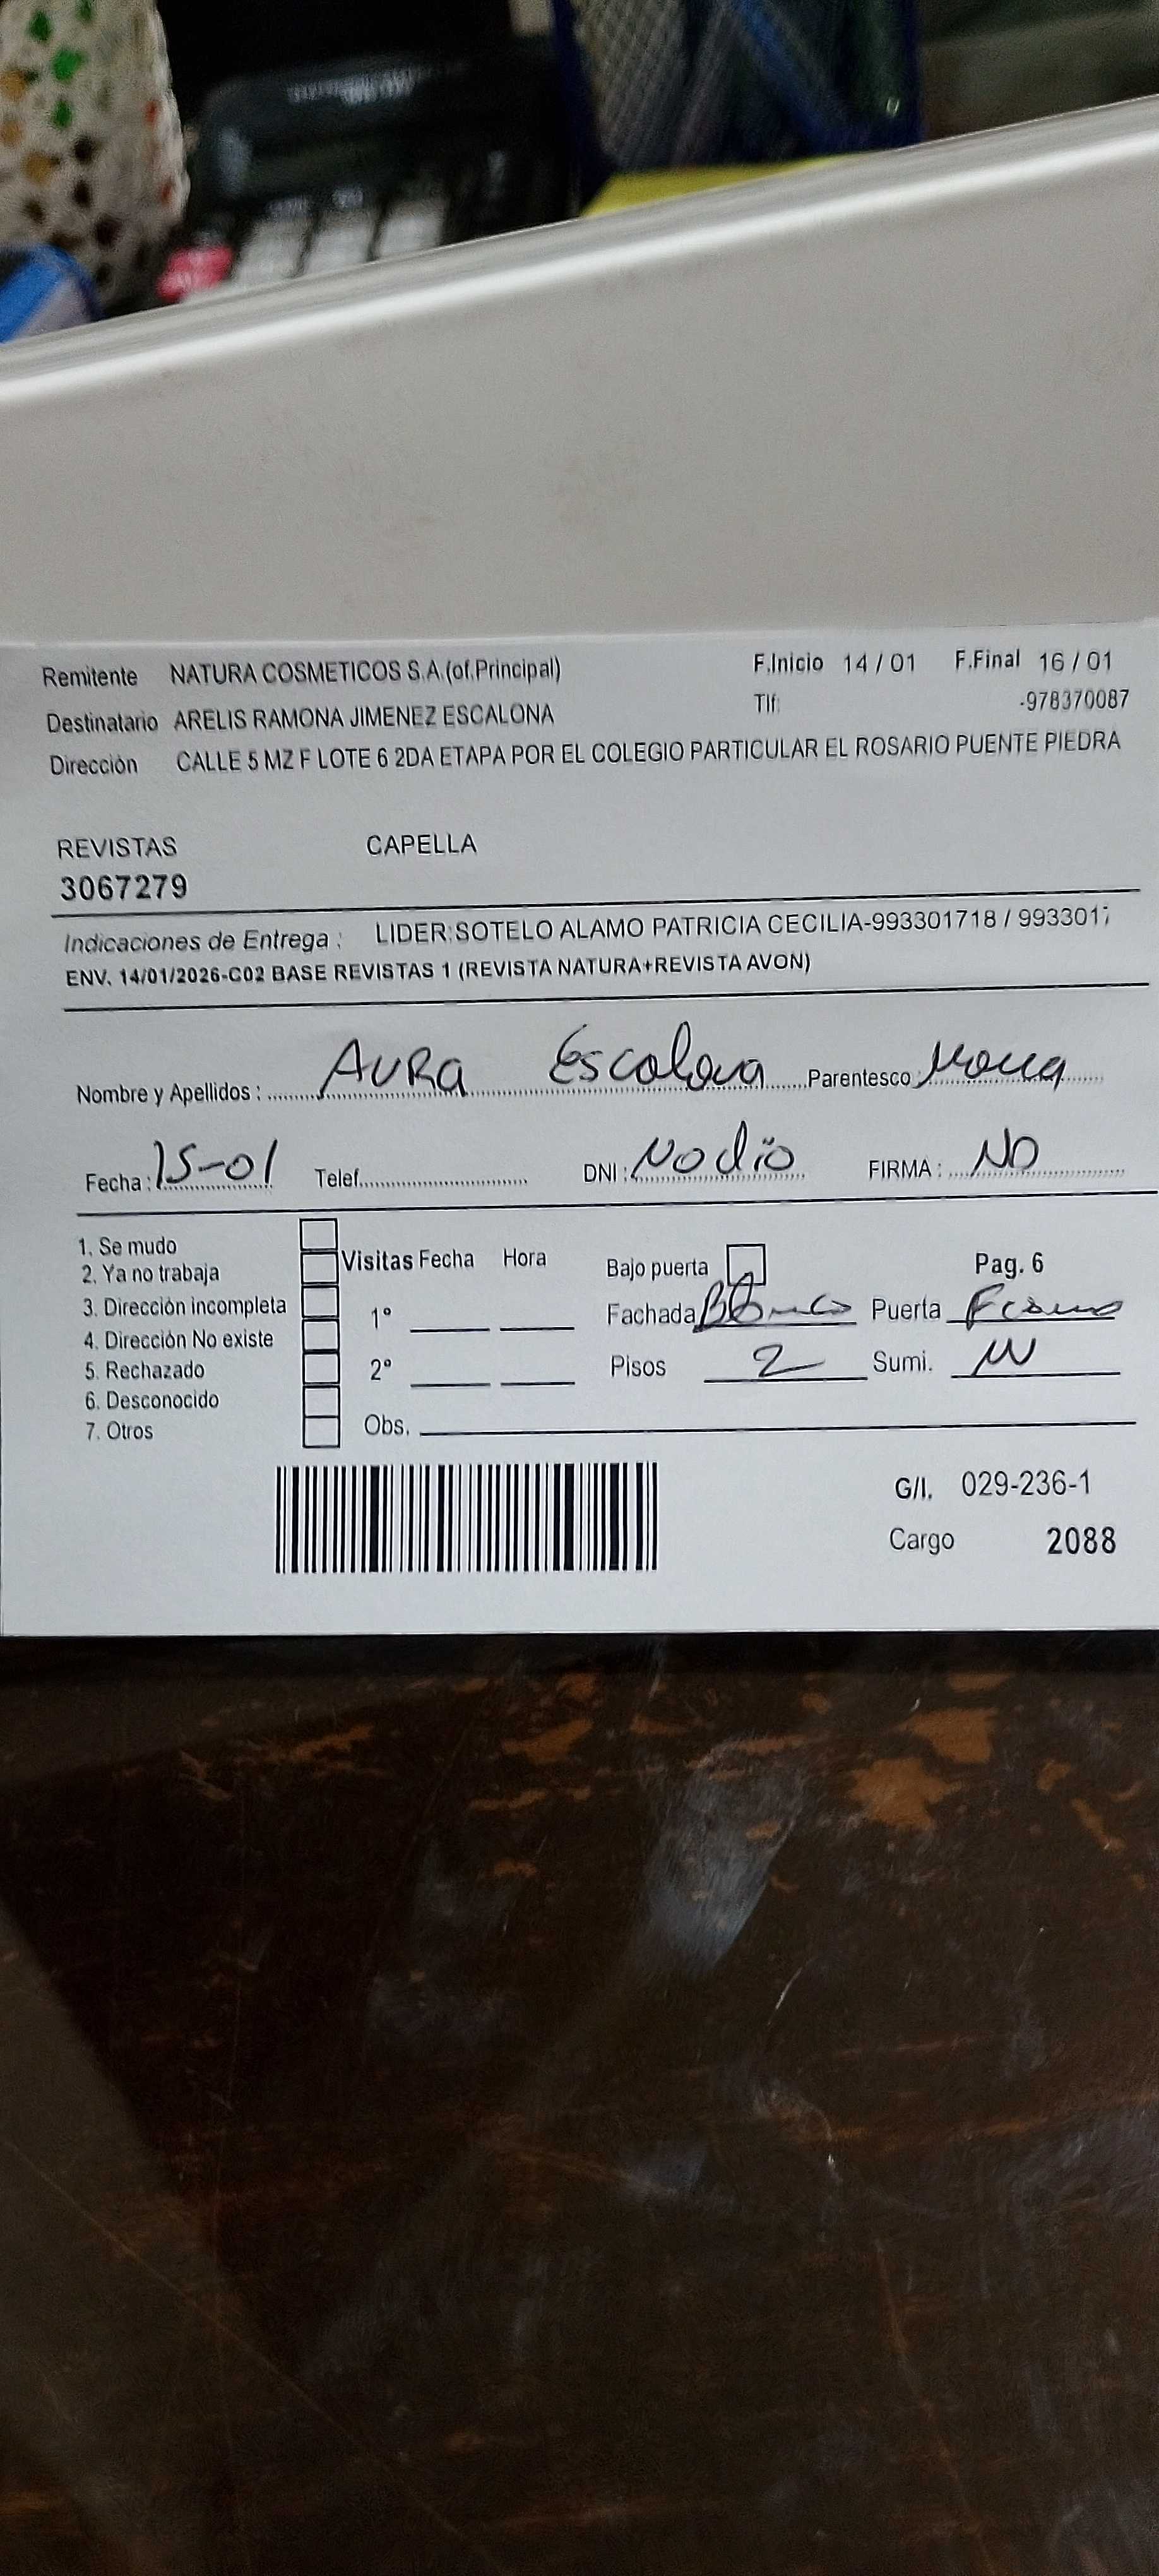 Remitente NATURA COSMETICOS S.A.(of.Principal) F.Inicio 14 / 01 F.Final 16 / 01
Destinatario ARELIS RAMONA JIMENEZ ESCALONA Tlf: -978370087
Dirección CALLE 5 MZ F LOTE 6 2DA ETAPA POR EL COLEGIO PARTICULAR EL ROSARIO PUENTE PIEDRA
REVISTAS CAPELLA
3067279
Indicaciones de Entrega : LIDER:SOTELO ALAMO PATRICIA CECILIA-993301718 / 993301
ENV. 14/01/2026-C02 BASE REVISTAS 1 (REVISTA NATURA+REVISTA AVON)
Nombre y Apellidos : AURA Escalona Parentesco
Fecha : 15-01 Telef. DNI : No dio FIRMA : NO
1. Se mudo
2. Ya no trabaja
3. Dirección incompleta
4. Dirección No existe
5. Rechazado
6. Desconocido
7. Otros
Visitas Fecha Hora
1º
2º
Obs.
Bajo puerta Pag. 6
Fachada Blanco Puerta
Pisos 2 Sumi.
G/I. 029-236-1
Cargo 2088